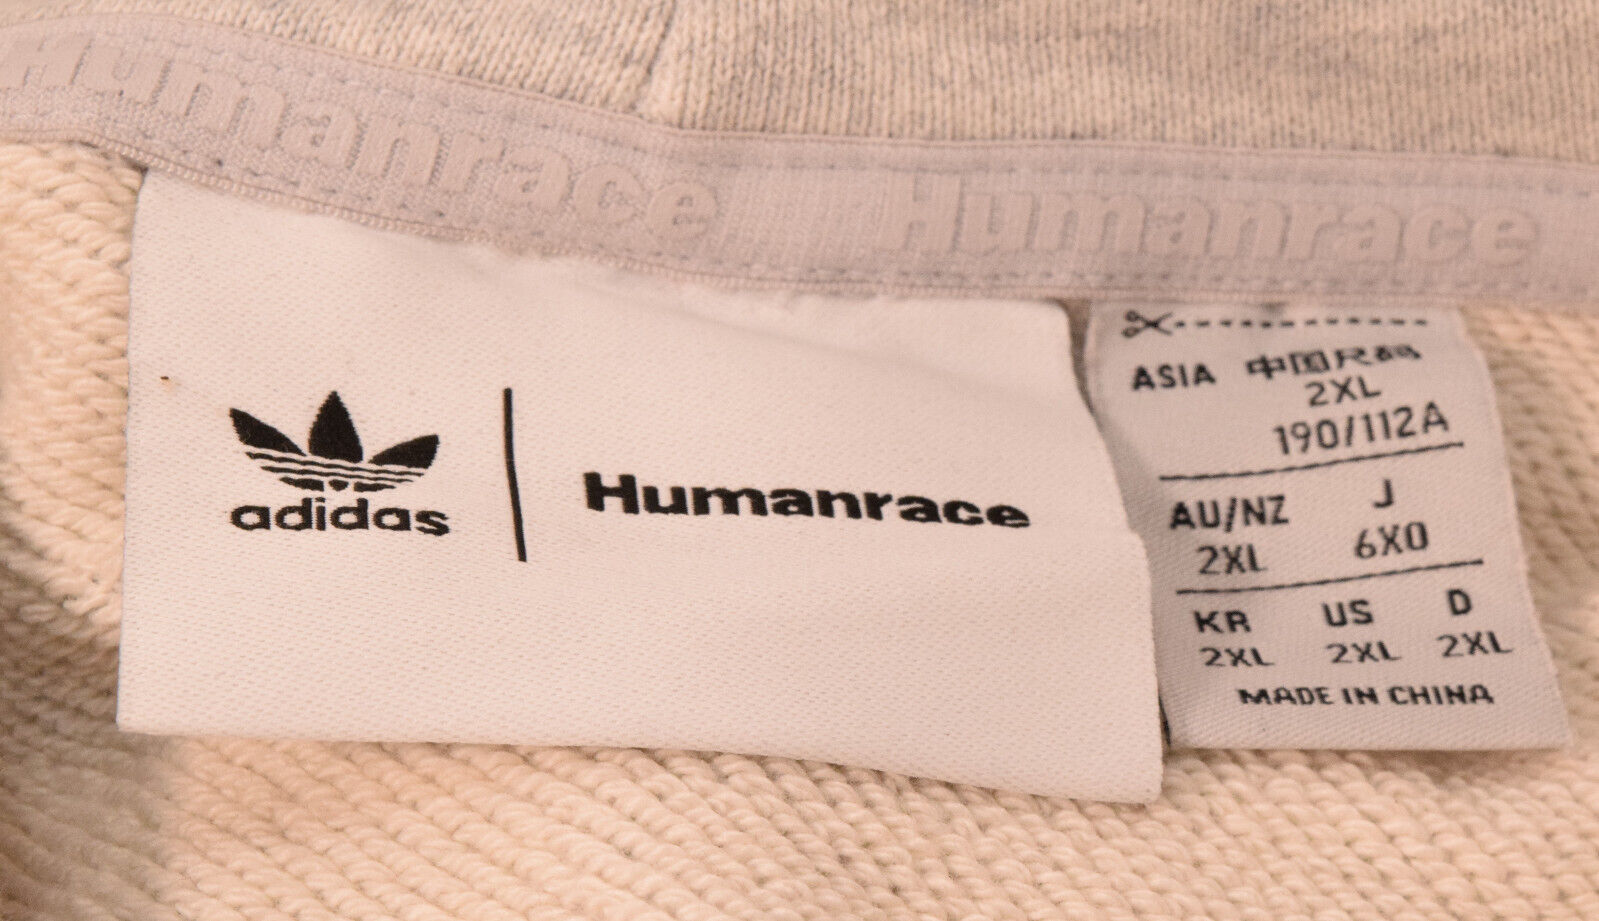 Humanrace Humanrace
adidas
Humanrace
ASIA 中国尺码
2XL
190/112A
AU/NZ J
2XL 6XO
KR US D
2XL 2XL 2XL
MADE IN CHINA